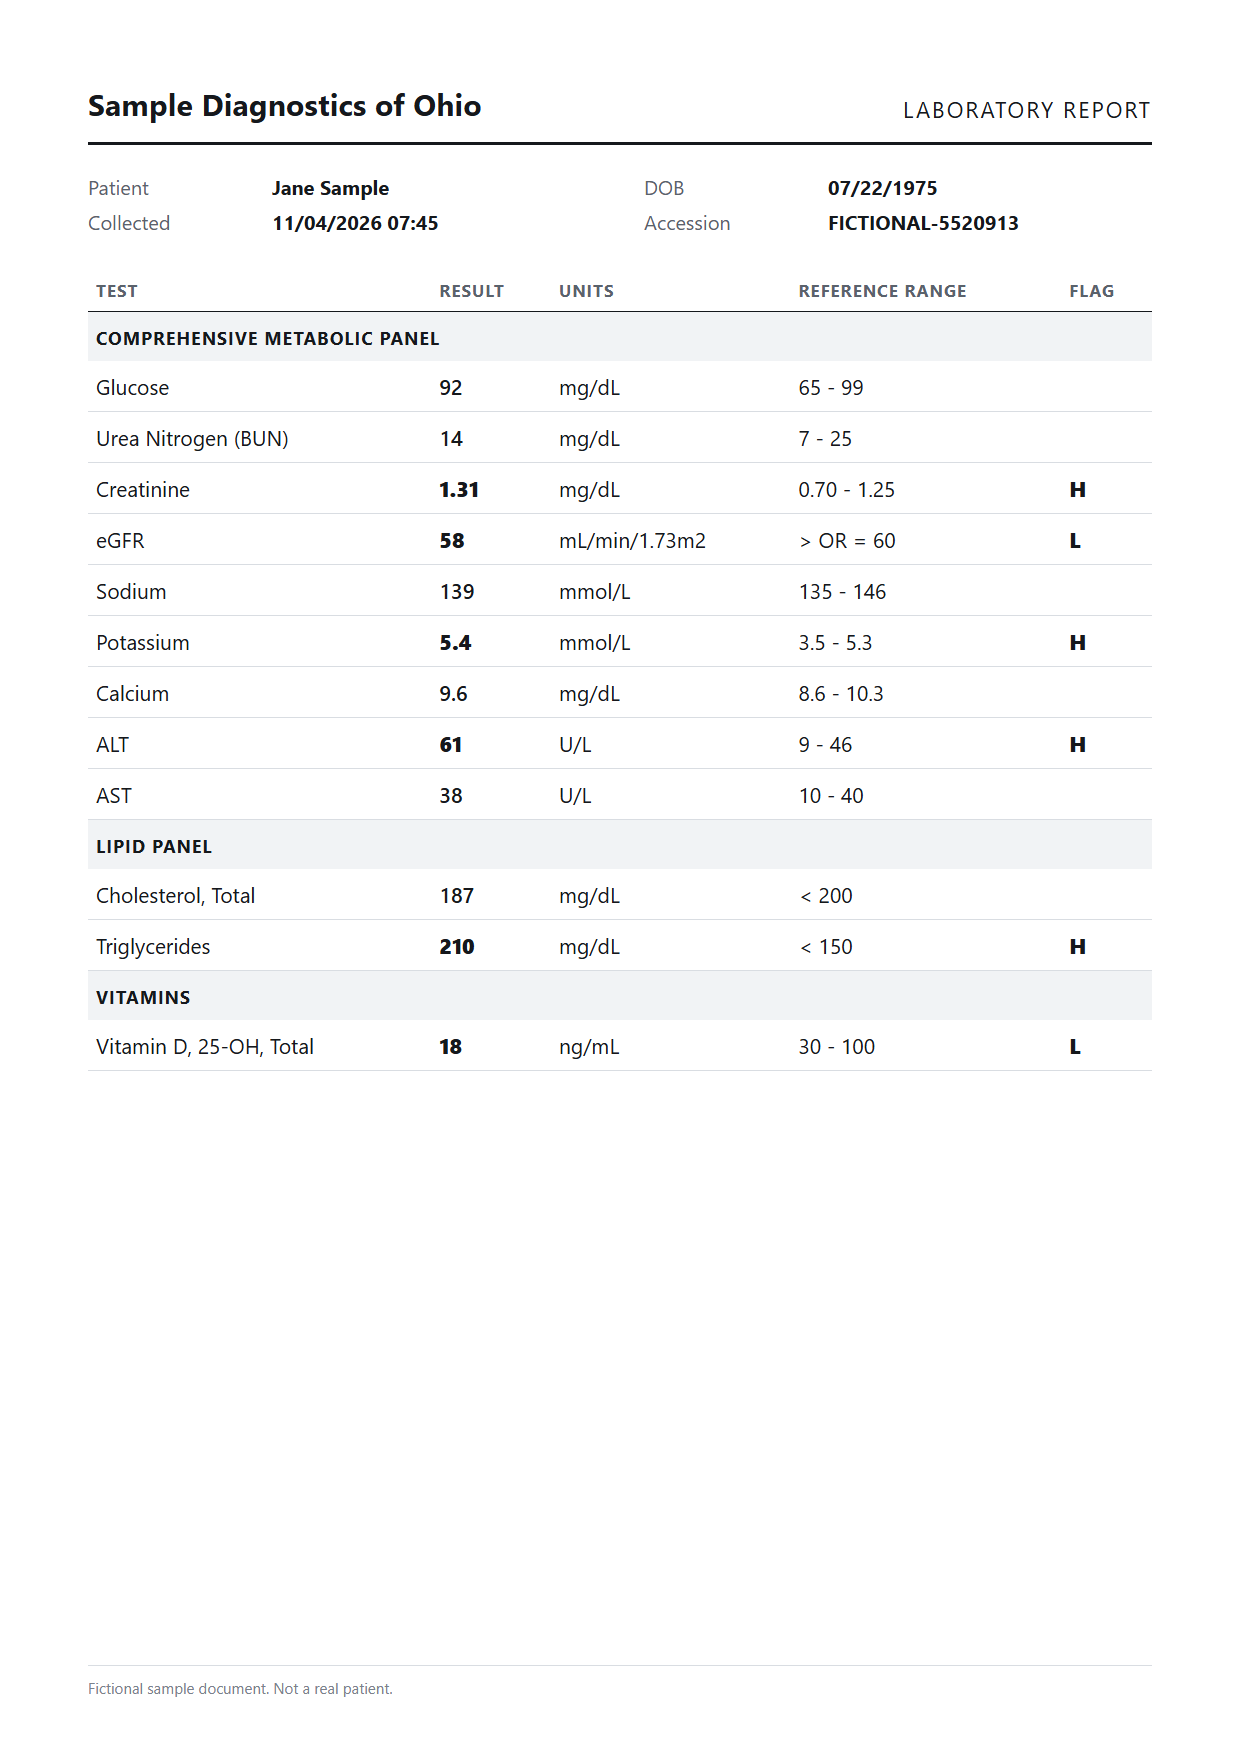 Sample Diagnostics of Ohio LABORATORY REPORT
Patient Jane Sample DOB 07/22/1975
Collected 11/04/2026 07:45 Accession FICTIONAL-5520913
TEST RESULT UNITS REFERENCE RANGE FLAG
COMPREHENSIVE METABOLIC PANEL
Glucose 92 mg/dL 65 - 99
Urea Nitrogen (BUN) 14 mg/dL 7 - 25
Creatinine 1.31 mg/dL 0.70 - 1.25 H
eGFR 58 mL/min/1.73m2 > OR = 60 L
Sodium 139 mmol/L 135 - 146
Potassium 5.4 mmol/L 3.5 - 5.3 H
Calcium 9.6 mg/dL 8.6 - 10.3
ALT 61 U/L 9 - 46 H
AST 38 U/L 10 - 40
LIPID PANEL
Cholesterol, Total 187 mg/dL < 200
Triglycerides 210 mg/dL < 150 H
VITAMINS
Vitamin D, 25-OH, Total 18 ng/mL 30 - 100 L
Fictional sample document. Not a real patient.